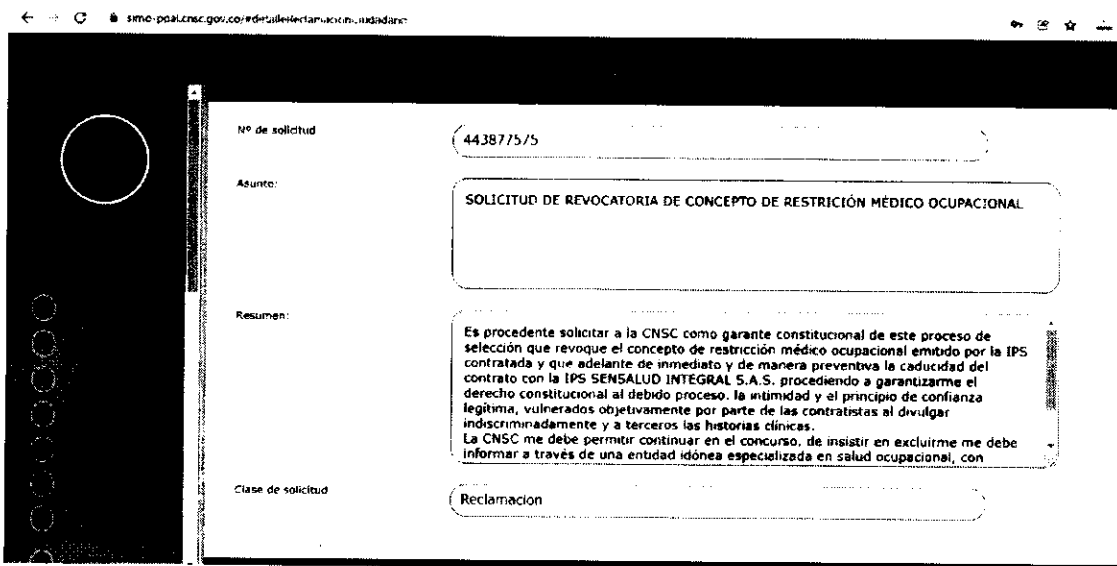 simo-ppal.cnsc.gov.co/#detalleReclamacionCiudadano
Nº de solicitud
443877575
Asunto:
SOLICITUD DE REVOCATORIA DE CONCEPTO DE RESTRICIÓN MÉDICO OCUPACIONAL
Resumen:
Es procedente solicitar a la CNSC como garante constitucional de este proceso de
selección que revoque el concepto de restricción médico ocupacional emitido por la IPS
contratada y que adelante de inmediato y de manera preventiva la caducidad del
contrato con la IPS SENSALUD INTEGRAL S.A.S. procediendo a garantizarme el
derecho constitucional al debido proceso, la intimidad y el principio de confianza
legítima, vulnerados objetivamente por parte de las contratistas al divulgar
indiscriminadamente y a terceros las historias clínicas.
La CNSC me debe permitir continuar en el concurso, de insistir en excluirme me debe
informar a través de una entidad idónea especializada en salud ocupacional, con
Clase de solicitud
Reclamacion